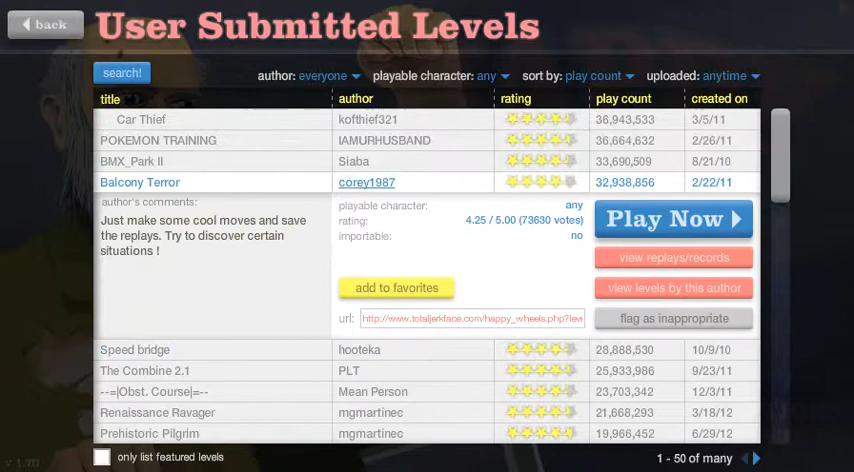 back
User Submitted Levels
search!
author: everyone playable character: any sort by: play count uploaded: anytime
title author rating play count created on
Car Thief kofthief321 36,943,533 3/5/11
POKEMON TRAINING IAMURHUSBAND 36,664,632 2/26/11
BMX_Park II Siaba 33,690,509 8/21/10
Balcony Terror corey1987 32,938,856 2/22/11
author's comments:
Just make some cool moves and save
the replays. Try to discover certain
situations !
playable character: any
rating: 4.25 / 5.00 (73630 votes)
importable: no
add to favorites
url: http://www.totaljerkface.com/happy_wheels.php?leve
Play Now
view replays/records
view levels by this author
flag as inappropriate
Speed bridge hooteka 28,888,530 10/9/10
The Combine 2.1 PLT 25,933,986 9/23/11
--=|Obst. Course|=-- Mean Person 23,703,342 12/3/11
Renaissance Ravager mgmartinec 21,668,293 3/18/12
Prehistoric Pilgrim mgmartinec 19,966,452 6/29/12
only list featured levels
1 - 50 of many